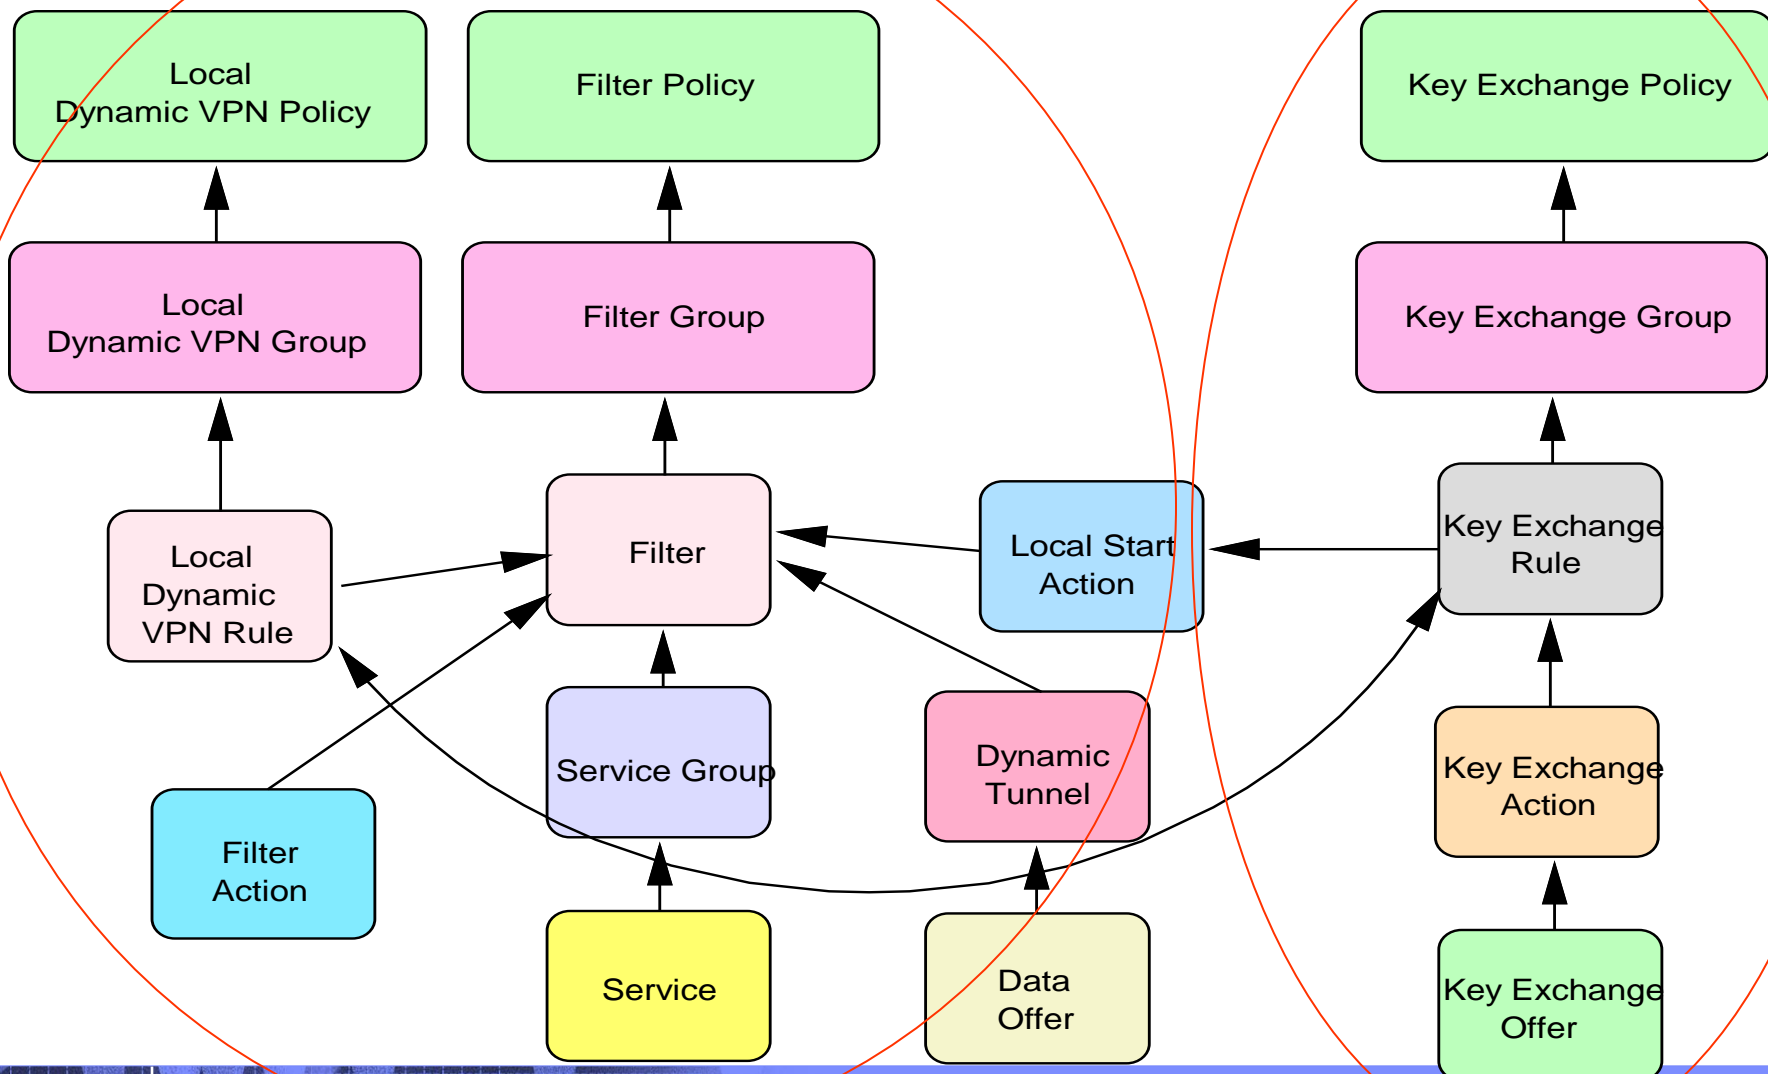 Local
Dynamic VPN Policy
Filter Policy
Key Exchange Policy
Local
Dynamic VPN Group
Filter Group
Key Exchange Group
Local
Dynamic
VPN Rule
Filter
Local Start
Action
Key Exchange
Rule
Service Group
Dynamic
Tunnel
Key Exchange
Action
Filter
Action
Service
Data
Offer
Key Exchange
Offer